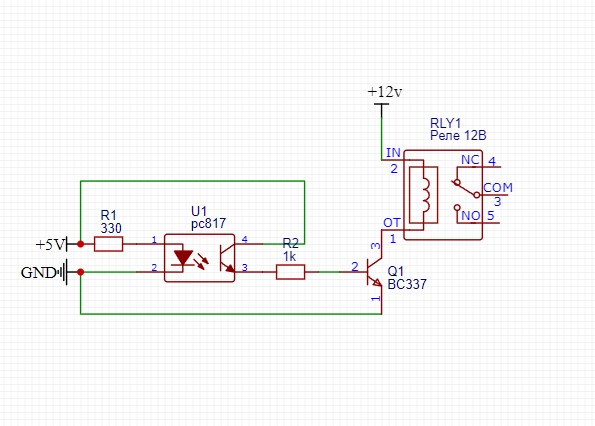 +12v
RLY1
Реле 12В
IN
NC 4
2
COM
3
OT
NO 5
1
R1
330
U1
pc817
+5V
1
4
R2
1k
GND
2
3
2
3
Q1
BC337
1